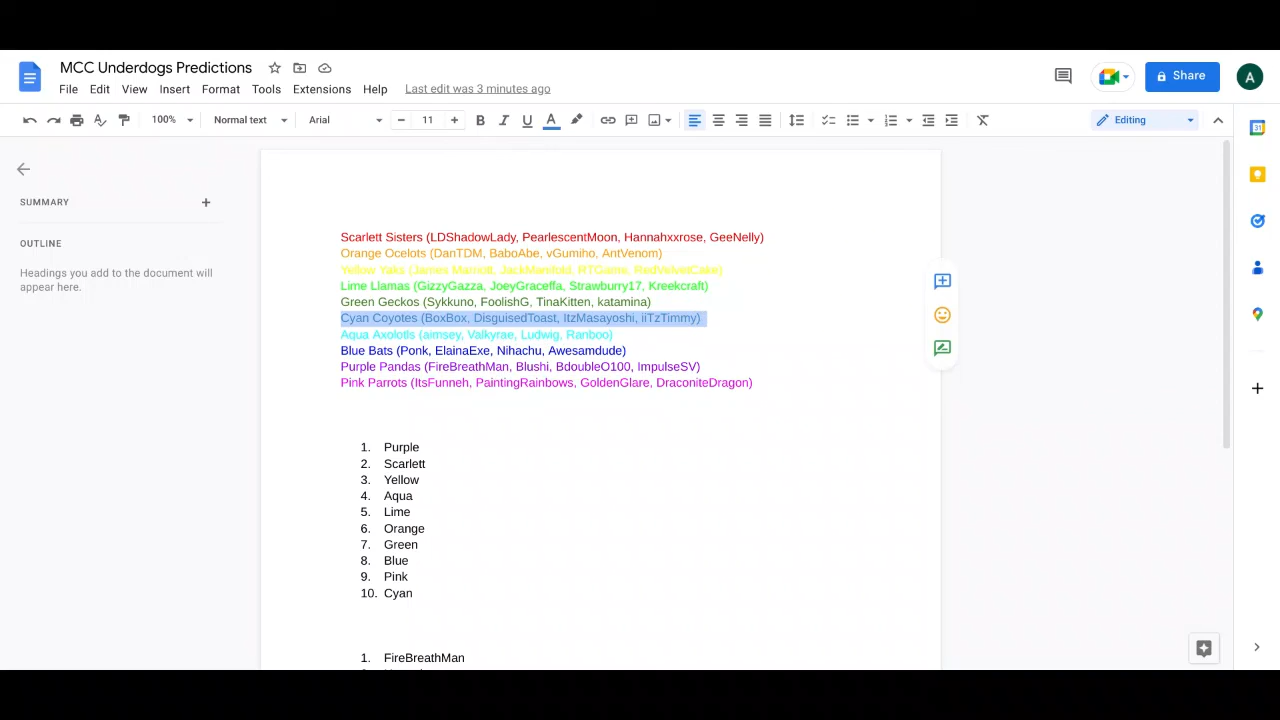 MCC Underdogs Predictions
Share
A
File Edit View Insert Format Tools Extensions Help Last edit was 3 minutes ago
100% Normal text Arial 11 B I U A Editing
31
SUMMARY
OUTLINE
Headings you add to the document will
appear here.
Scarlett Sisters (LDShadowLady, PearlescentMoon, Hannahxxrose, GeeNelly)
Orange Ocelots (DanTDM, BaboAbe, vGumiho, AntVenom)
Yellow Yaks (James Marriott, JackManifold, RTGame, RedVelvetCake)
Lime Llamas (GizzyGazza, JoeyGraceffa, Strawburry17, Kreekcraft)
Green Geckos (Sykkuno, FoolishG, TinaKitten, katamina)
Cyan Coyotes (BoxBox, DisguisedToast, ItzMasayoshi, iiTzTimmy)
Aqua Axolotls (aimsey, Valkyrae, Ludwig, Ranboo)
Blue Bats (Ponk, ElainaExe, Nihachu, Awesamdude)
Purple Pandas (FireBreathMan, Blushi, BdoubleO100, ImpulseSV)
Pink Parrots (ItsFunneh, PaintingRainbows, GoldenGlare, DraconiteDragon)
1. Purple
2. Scarlett
3. Yellow
4. Aqua
5. Lime
6. Orange
7. Green
8. Blue
9. Pink
10. Cyan
1. FireBreathMan